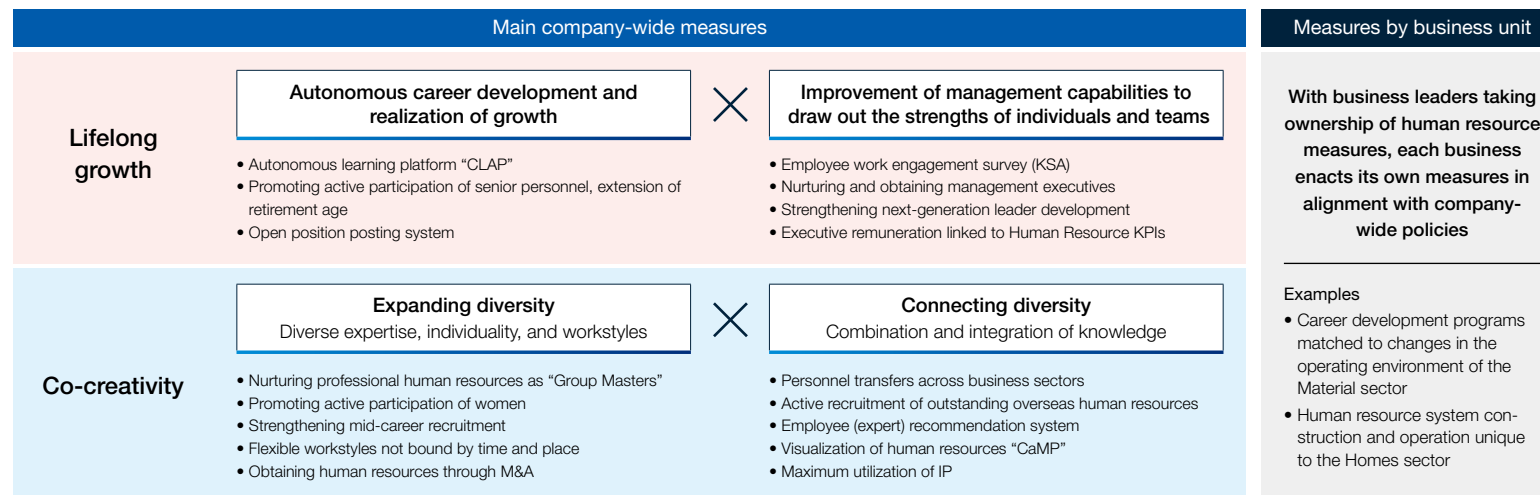 Main company-wide measures
Lifelong
growth
Autonomous career development and
realization of growth
• Autonomous learning platform “CLAP”
• Promoting active participation of senior personnel, extension of
retirement age
• Open position posting system
Improvement of management capabilities to
draw out the strengths of individuals and teams
• Employee work engagement survey (KSA)
• Nurturing and obtaining management executives
• Strengthening next-generation leader development
• Executive remuneration linked to Human Resource KPIs
Co-creativity
Expanding diversity
Diverse expertise, individuality, and workstyles
• Nurturing professional human resources as “Group Masters”
• Promoting active participation of women
• Strengthening mid-career recruitment
• Flexible workstyles not bound by time and place
• Obtaining human resources through M&A
Connecting diversity
Combination and integration of knowledge
• Personnel transfers across business sectors
• Active recruitment of outstanding overseas human resources
• Employee (expert) recommendation system
• Visualization of human resources “CaMP”
• Maximum utilization of IP
Measures by business unit
With business leaders taking
ownership of human resource
measures, each business
enacts its own measures in
alignment with company-
wide policies
Examples
• Career development programs
matched to changes in the
operating environment of the
Material sector
• Human resource system con-
struction and operation unique
to the Homes sector